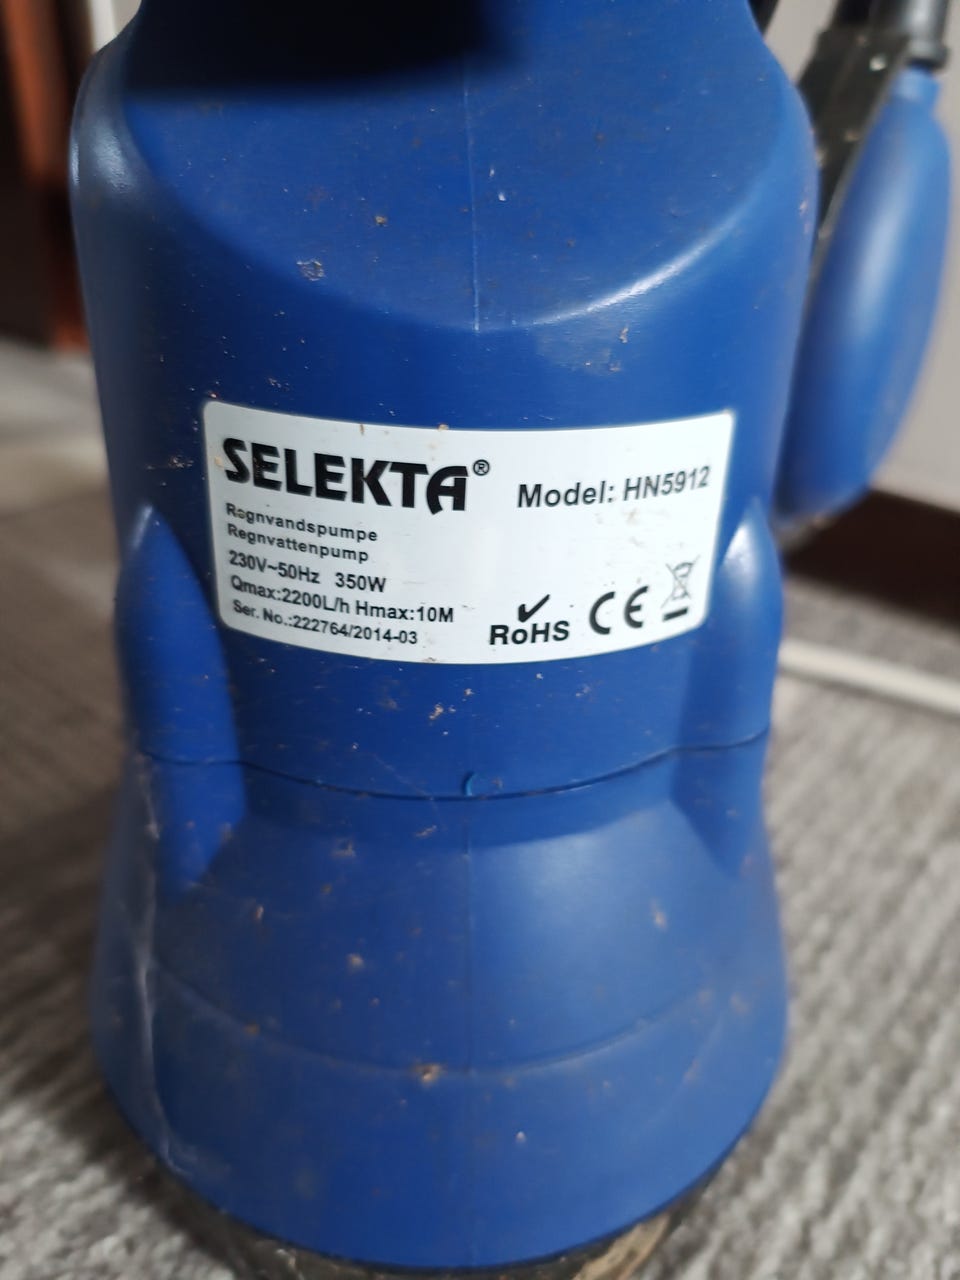 SELEKTA®
Model: HN5912
Regnvandspumpe
Regnvattenpump
230V~50Hz 350W
Qmax:2200L/h Hmax:10M
Ser. No.:222764/2014-03
RoHS CE